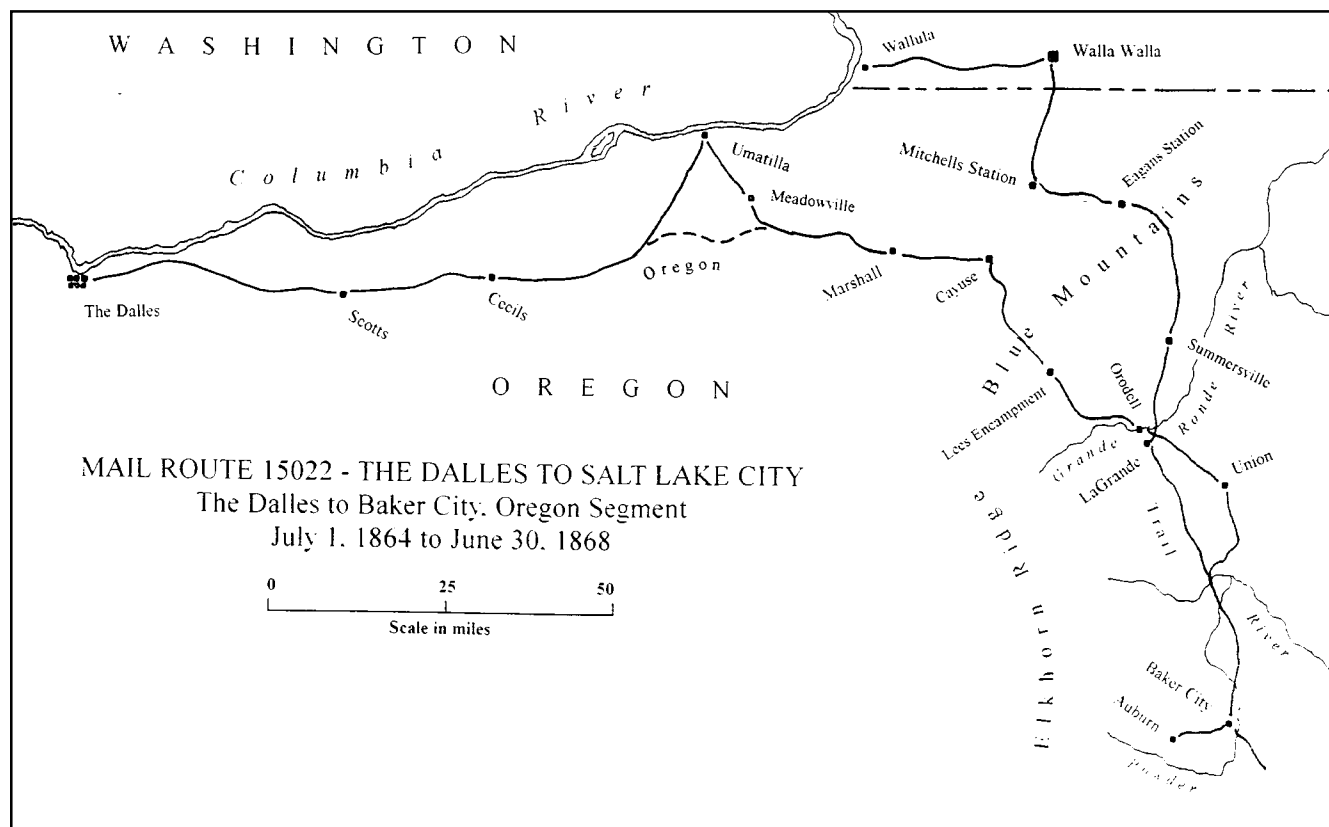 WASHINGTON
Wallula
Walla Walla
Columbia River
Umatilla
Mitchells Station
Eagans Station
Meadowville
Oregon
Marshall
Cayuse
Blue Mountains
The Dalles
Scotts
Cecils
Summersville
River
OREGON
Orodell
Ronde
Lees Encampment
Grande
LaGrande
Union
MAIL ROUTE 15022 - THE DALLES TO SALT LAKE CITY
The Dalles to Baker City, Oregon Segment
July 1, 1864 to June 30, 1868
Trail
0 25 50
Scale in miles
Elkhorn Ridge
River
Baker City
Auburn
Powder